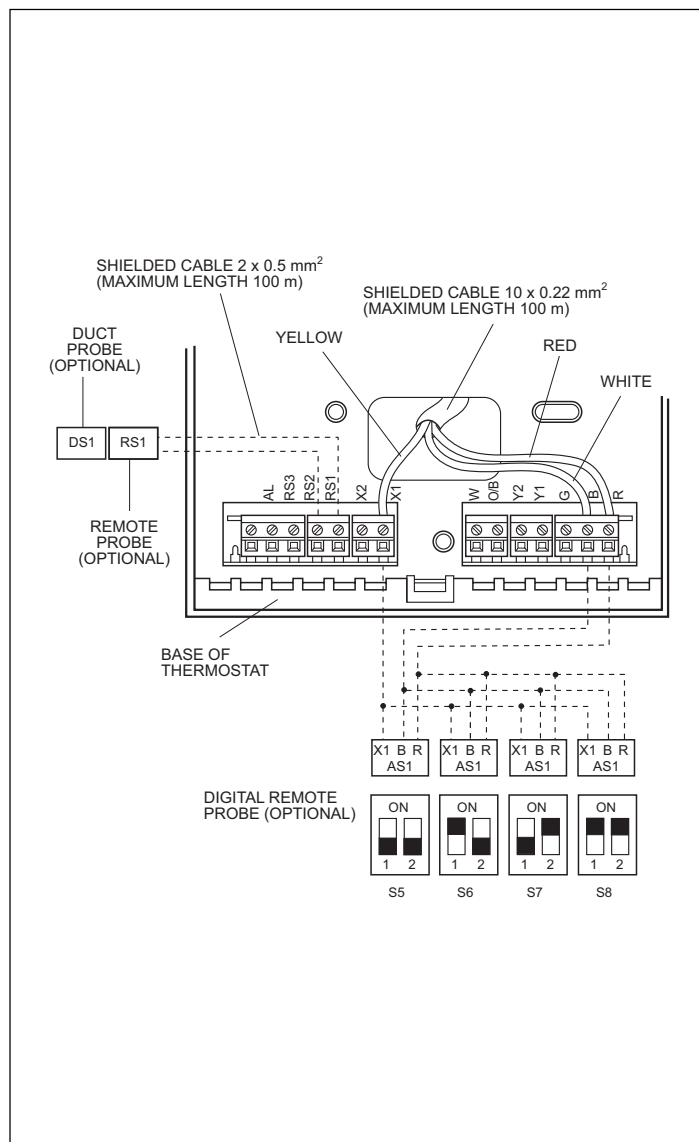 SHIELDED CABLE 2 x 0.5 mm²
(MAXIMUM LENGTH 100 m)
SHIELDED CABLE 10 x 0.22 mm²
(MAXIMUM LENGTH 100 m)
YELLOW
RED
WHITE
DUCT
PROBE
(OPTIONAL)
DS1
RS1
REMOTE
PROBE
(OPTIONAL)
AL
RS3
RS2
RS1
X2
X1
W
O/B
Y2
Y1
G
B
R
BASE OF
THERMOSTAT
X1 B R
AS1
X1 B R
AS1
X1 B R
AS1
X1 B R
AS1
DIGITAL REMOTE
PROBE (OPTIONAL)
ON
1 2
S5
ON
1 2
S6
ON
1 2
S7
ON
1 2
S8